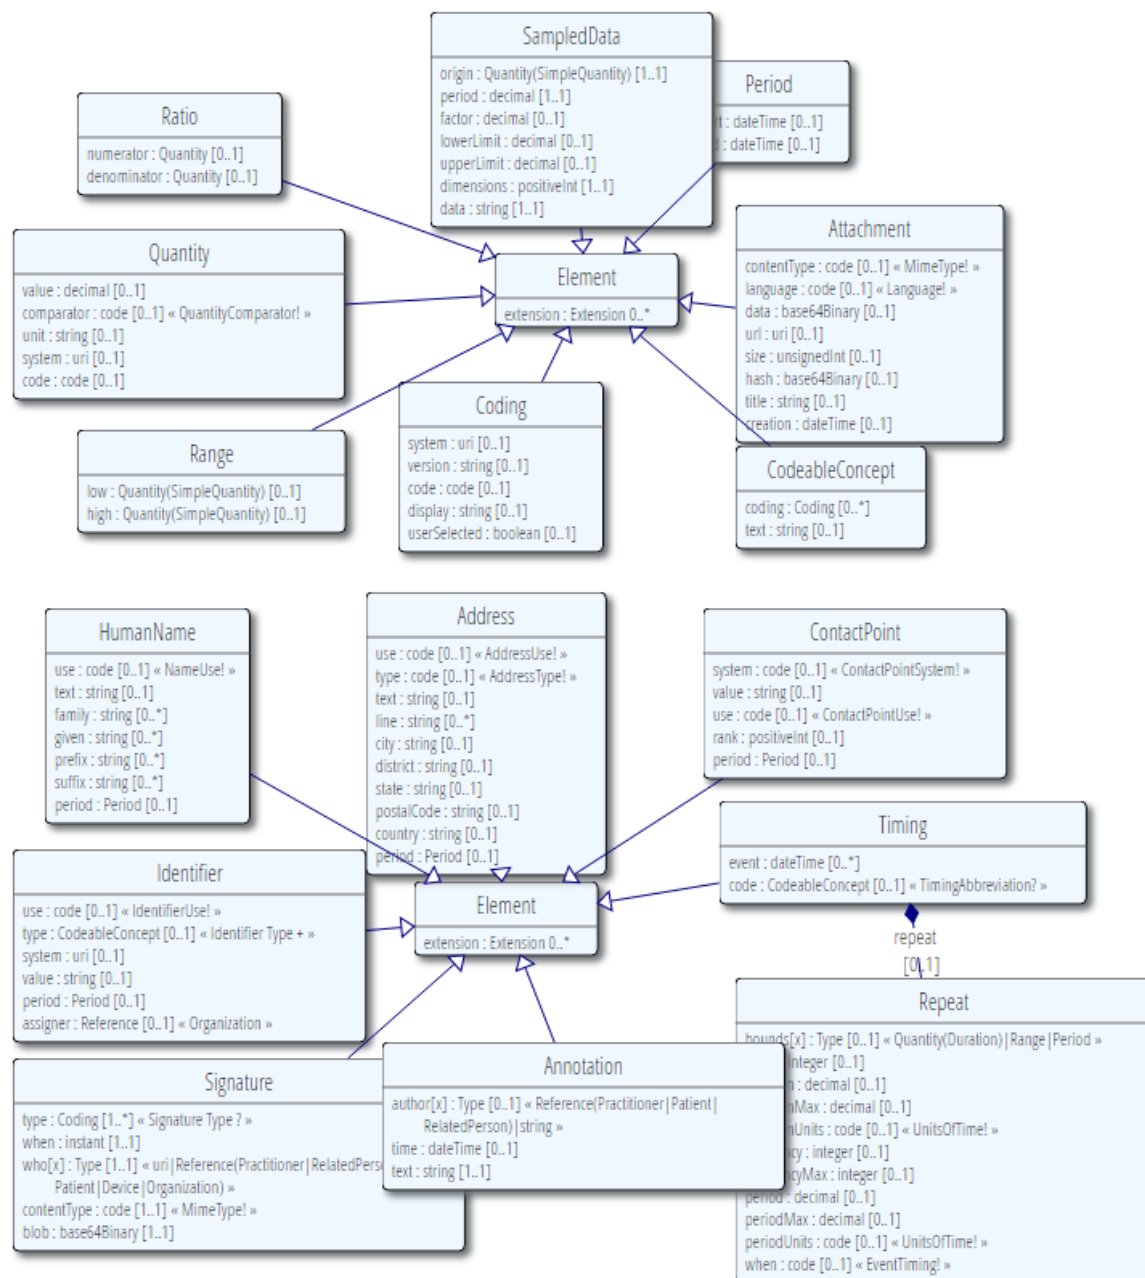 SampledData
origin : Quantity(SimpleQuantity) [1..1]
period : decimal [1..1]
factor : decimal [0..1]
lowerLimit : decimal [0..1]
upperLimit : decimal [0..1]
dimensions : positiveInt [1..1]
data : string [1..1]
Period
: dateTime [0..1]
: dateTime [0..1]
Ratio
numerator : Quantity [0..1]
denominator : Quantity [0..1]
Quantity
value : decimal [0..1]
comparator : code [0..1] « QuantityComparator! »
unit : string [0..1]
system : uri [0..1]
code : code [0..1]
Element
extension : Extension 0..*
Attachment
contentType : code [0..1] « MimeType! »
language : code [0..1] « Language! »
data : base64Binary [0..1]
url : uri [0..1]
size : unsignedInt [0..1]
hash : base64Binary [0..1]
title : string [0..1]
creation : dateTime [0..1]
Range
low : Quantity(SimpleQuantity) [0..1]
high : Quantity(SimpleQuantity) [0..1]
Coding
system : uri [0..1]
version : string [0..1]
code : code [0..1]
display : string [0..1]
userSelected : boolean [0..1]
CodeableConcept
coding : Coding [0..*]
text : string [0..1]
HumanName
use : code [0..1] « NameUse! »
text : string [0..1]
family : string [0..*]
given : string [0..*]
prefix : string [0..*]
suffix : string [0..*]
period : Period [0..1]
Address
use : code [0..1] « AddressUse! »
type : code [0..1] « AddressType! »
text : string [0..1]
line : string [0..*]
city : string [0..1]
district : string [0..1]
state : string [0..1]
postalCode : string [0..1]
country : string [0..1]
period : Period [0..1]
ContactPoint
system : code [0..1] « ContactPointSystem! »
value : string [0..1]
use : code [0..1] « ContactPointUse! »
rank : positiveInt [0..1]
period : Period [0..1]
Timing
event : dateTime [0..*]
code : CodeableConcept [0..1] « TimingAbbreviation? »
repeat
[0..1]
Identifier
use : code [0..1] « IdentifierUse! »
type : CodeableConcept [0..1] « Identifier Type + »
system : uri [0..1]
value : string [0..1]
period : Period [0..1]
assigner : Reference [0..1] « Organization »
Element
extension : Extension 0..*
Repeat
bounds[x] : Type [0..1] « Quantity(Duration)|Range|Period »
integer [0..1]
: decimal [0..1]
Max : decimal [0..1]
Units : code [0..1] « UnitsOfTime! »
: integer [0..1]
Max : integer [0..1]
period : decimal [0..1]
periodMax : decimal [0..1]
periodUnits : code [0..1] « UnitsOfTime! »
when : code [0..1] « EventTiming! »
Signature
type : Coding [1..*] « Signature Type ? »
when : instant [1..1]
who[x] : Type [1..1] « uri|Reference(Practitioner|RelatedPers
Patient|Device|Organization) »
contentType : code [1..1] « MimeType! »
blob : base64Binary [1..1]
Annotation
author[x] : Type [0..1] « Reference(Practitioner|Patient|
RelatedPerson)|string »
time : dateTime [0..1]
text : string [1..1]